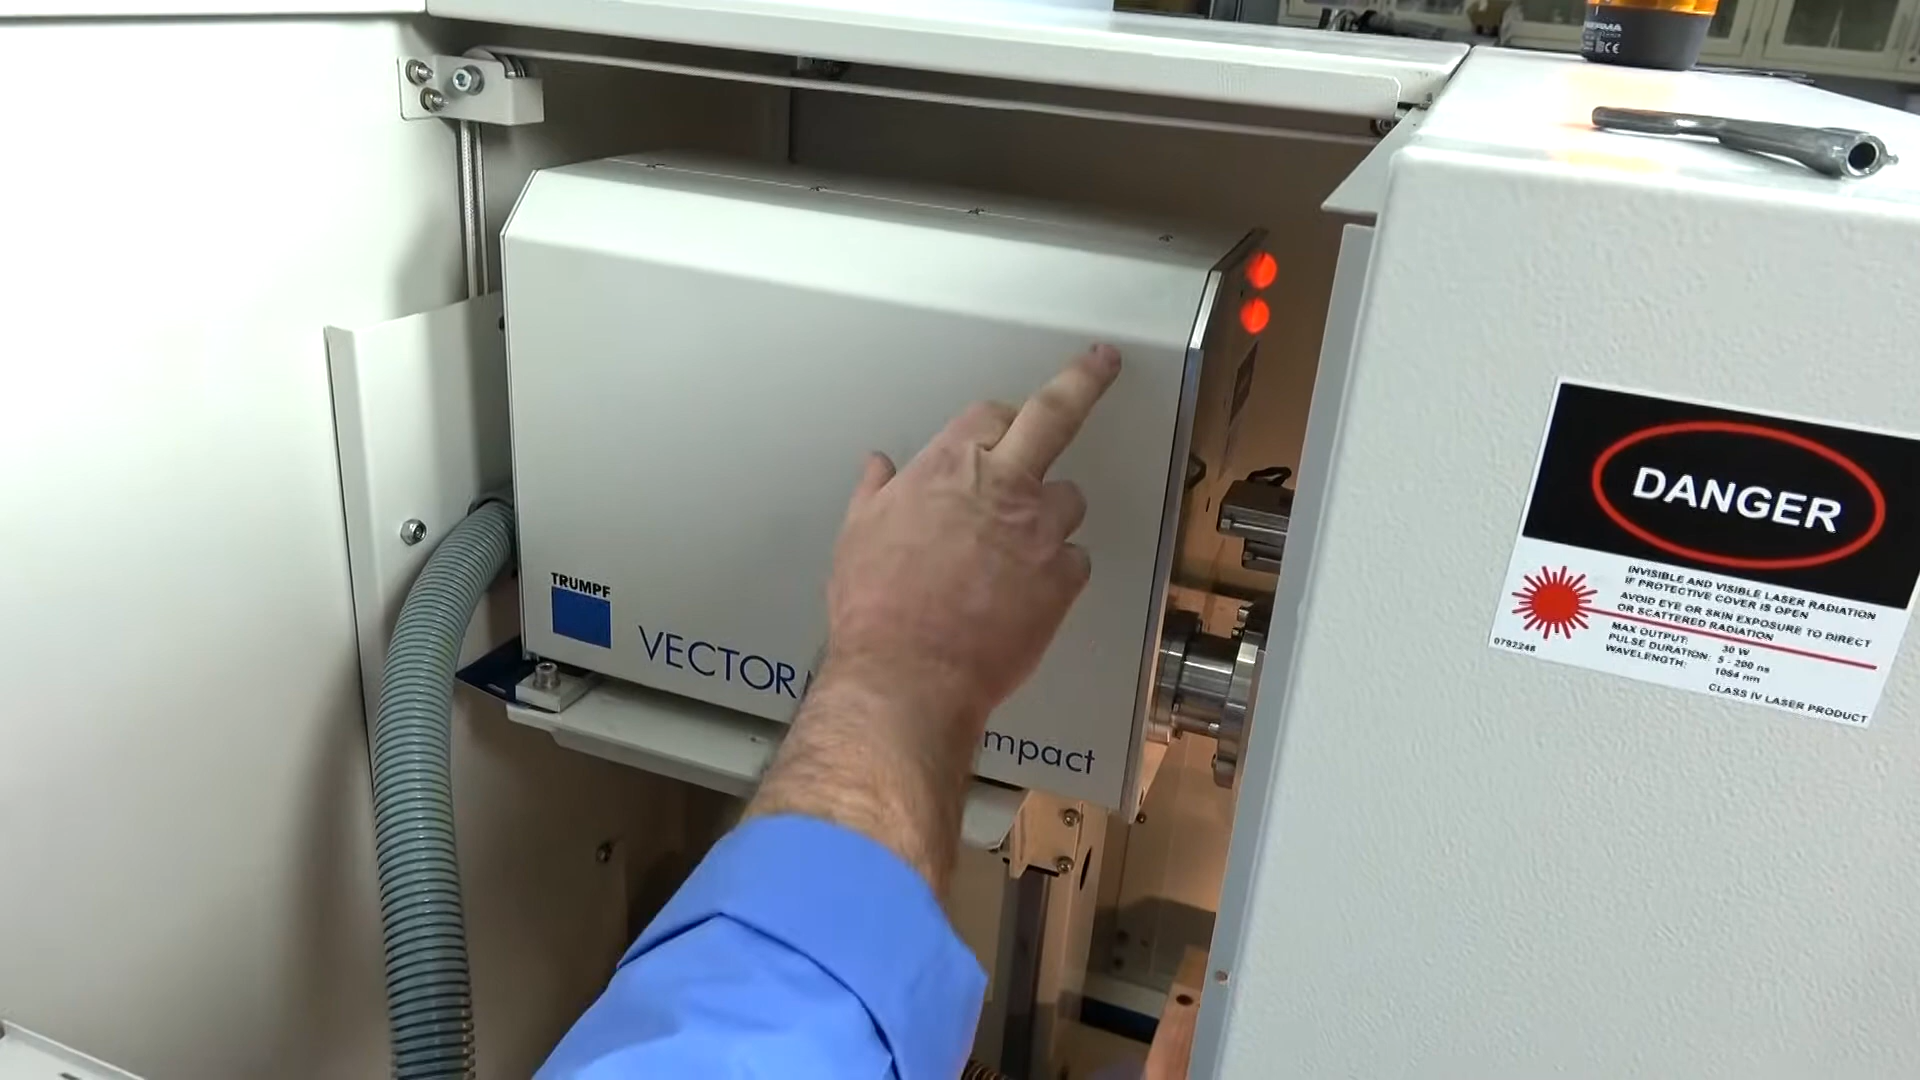 TRUMPF
VECTOR
mpact
DANGER
INVISIBLE AND VISIBLE LASER RADIATION
IF PROTECTIVE COVER IS OPEN
AVOID EYE OR SKIN EXPOSURE TO DIRECT
OR SCATTERED RADIATION
MAX OUTPUT: 30 W
PULSE DURATION: 5 - 200 ns
WAVELENGTH: 1064 nm
CLASS IV LASER PRODUCT
0792248
CE